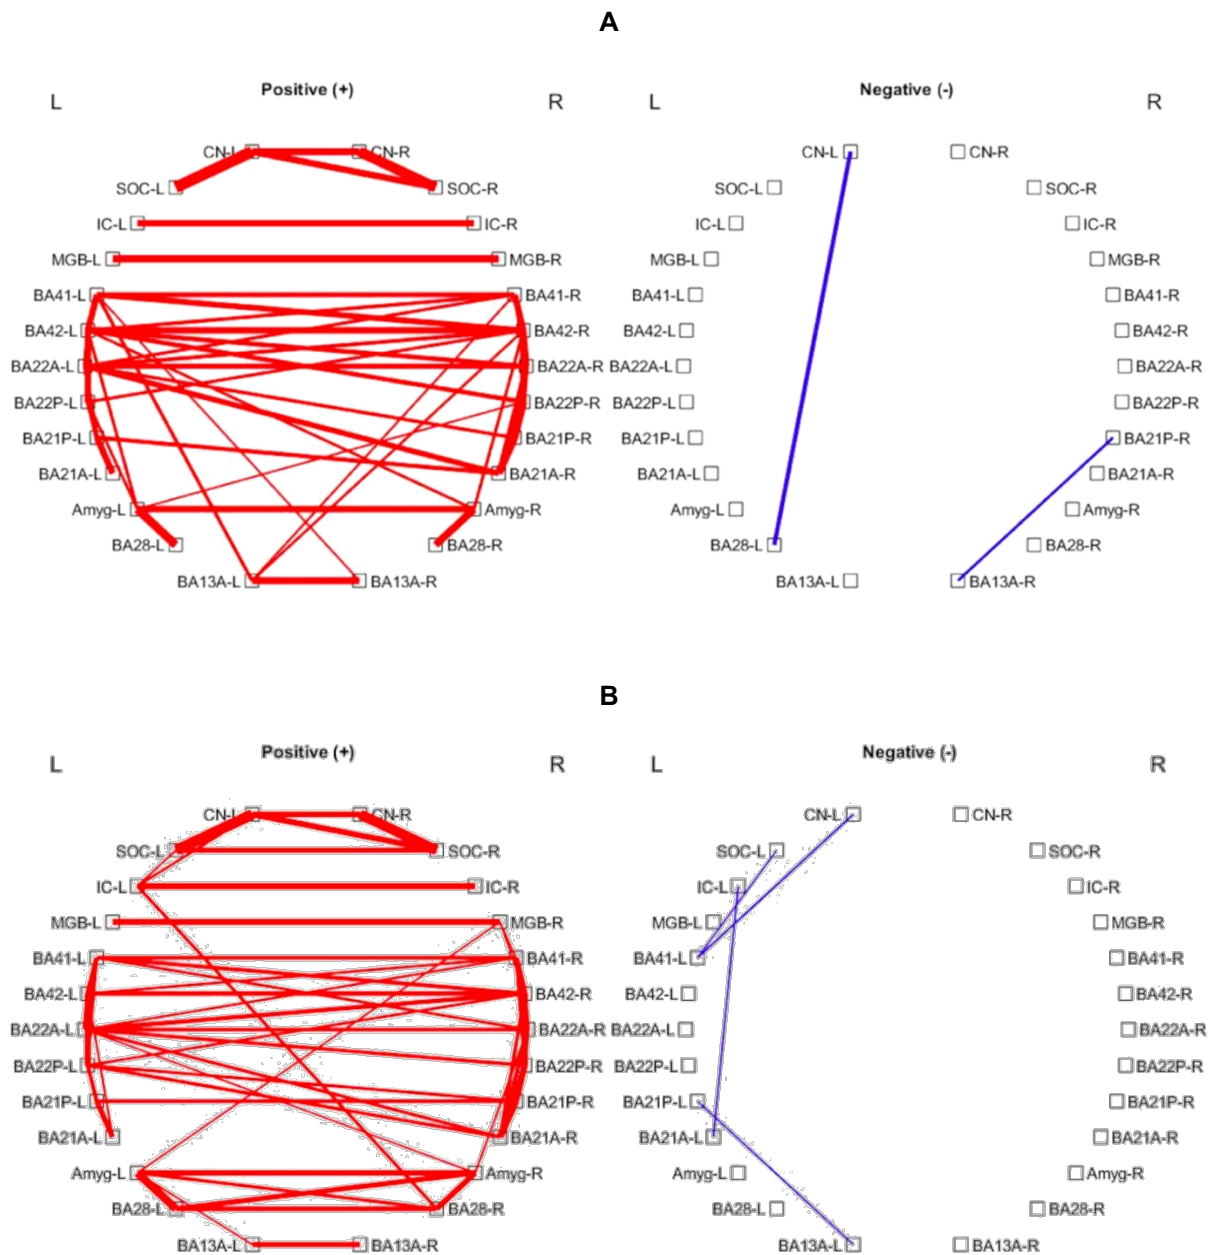 A
Positive (+)
Negative (-)
L R L R
CN-L CN-R CN-L CN-R
SOC-L SOC-R SOC-L SOC-R
IC-L IC-R IC-L IC-R
MGB-L MGB-R MGB-L MGB-R
BA41-L BA41-R BA41-L BA41-R
BA42-L BA42-R BA42-L BA42-R
BA22A-L BA22A-R BA22A-L BA22A-R
BA22P-L BA22P-R BA22P-L BA22P-R
BA21P-L BA21P-R BA21P-L BA21P-R
BA21A-L BA21A-R BA21A-L BA21A-R
Amyg-L Amyg-R Amyg-L Amyg-R
BA28-L BA28-R BA28-L BA28-R
BA13A-L BA13A-R BA13A-L BA13A-R
B
Positive (+)
Negative (-)
L R L R
CN-L CN-R CN-L CN-R
SOC-L SOC-R SOC-L SOC-R
IC-L IC-R IC-L IC-R
MGB-L MGB-R MGB-L MGB-R
BA41-L BA41-R BA41-L BA41-R
BA42-L BA42-R BA42-L BA42-R
BA22A-L BA22A-R BA22A-L BA22A-R
BA22P-L BA22P-R BA22P-L BA22P-R
BA21P-L BA21P-R BA21P-L BA21P-R
BA21A-L BA21A-R BA21A-L BA21A-R
Amyg-L Amyg-R Amyg-L Amyg-R
BA28-L BA28-R BA28-L BA28-R
BA13A-L BA13A-R BA13A-L BA13A-R